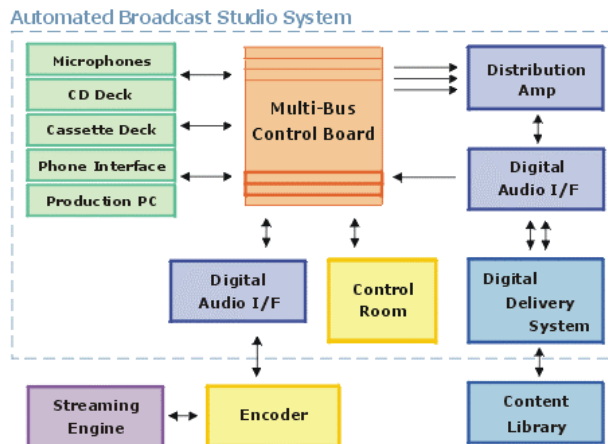 Automated Broadcast Studio System
Microphones
CD Deck
Cassette Deck
Phone Interface
Production PC
Multi-Bus
Control Board
Distribution
Amp
Digital
Audio I/F
Digital
Audio I/F
Control
Room
Digital
Delivery
System
Streaming
Engine
Encoder
Content
Library